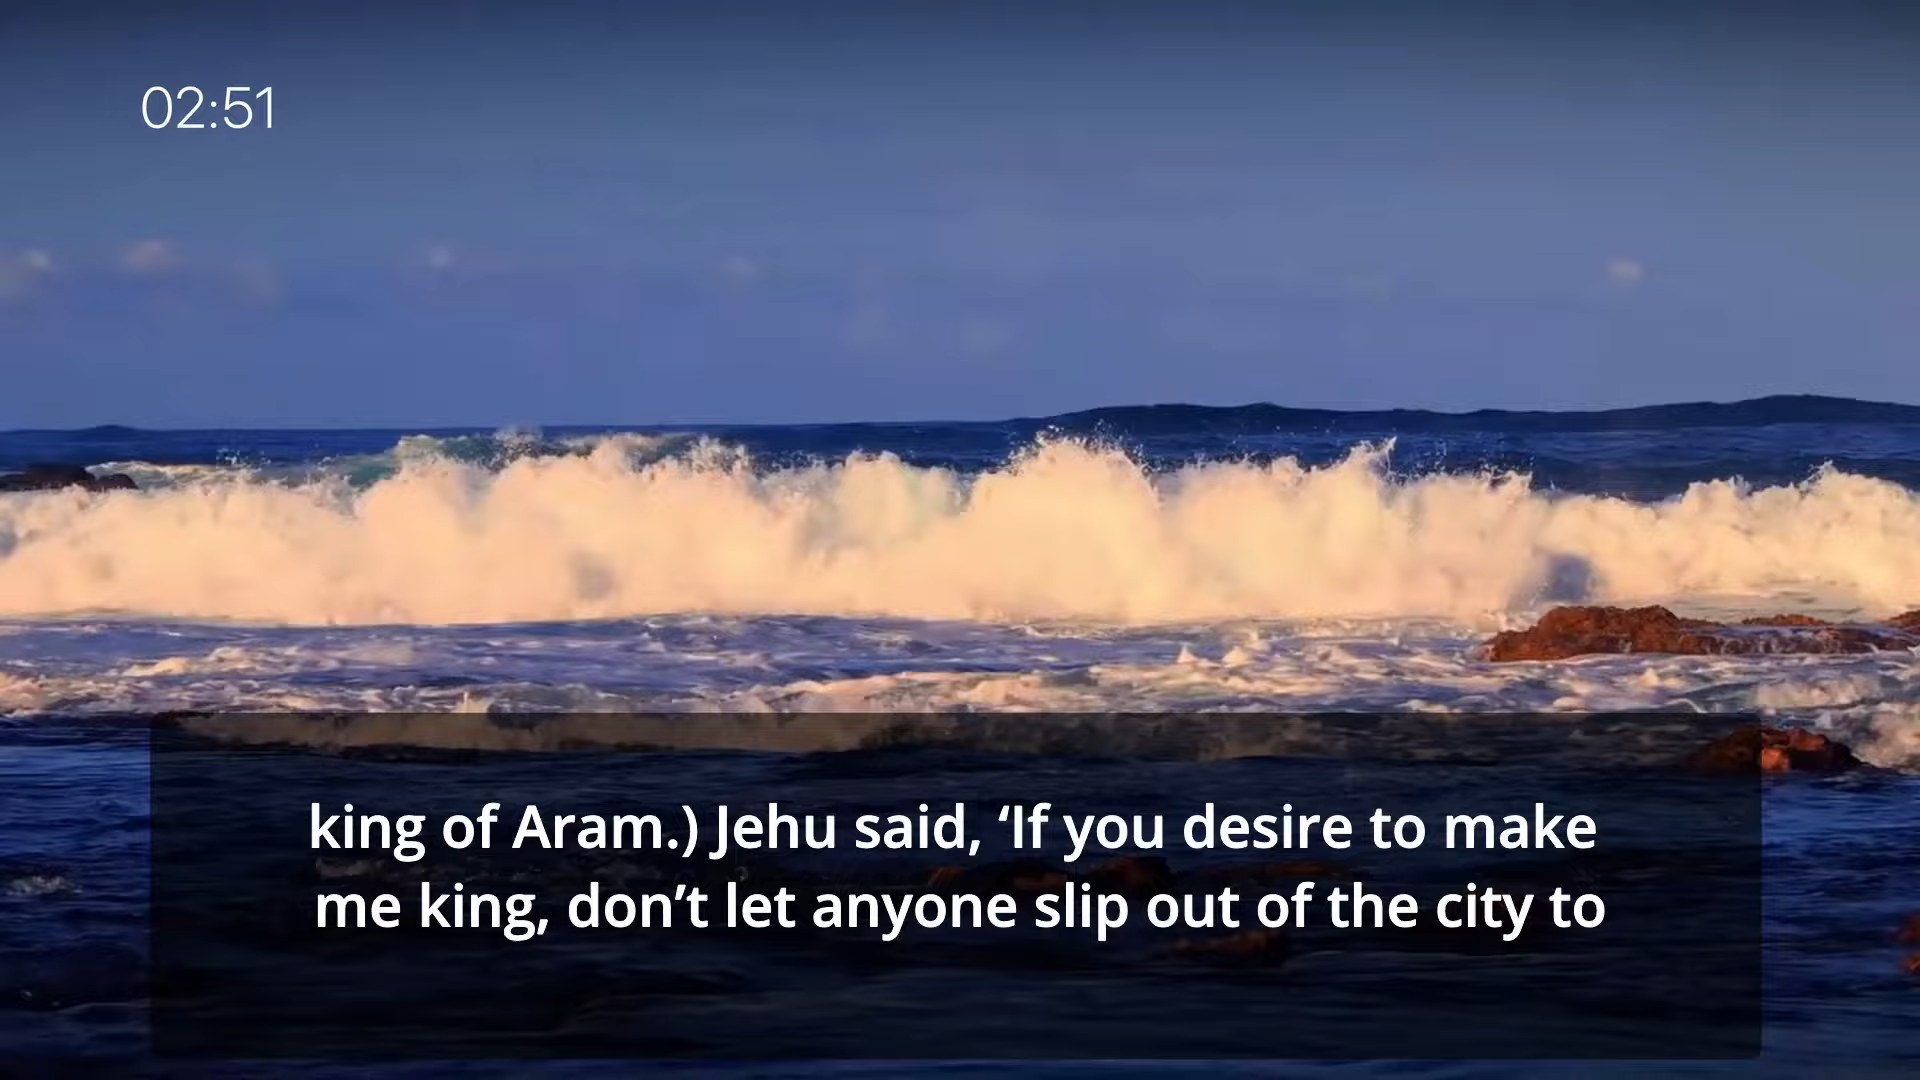 02:51
king of Aram.) Jehu said, ‘If you desire to make
me king, don’t let anyone slip out of the city to